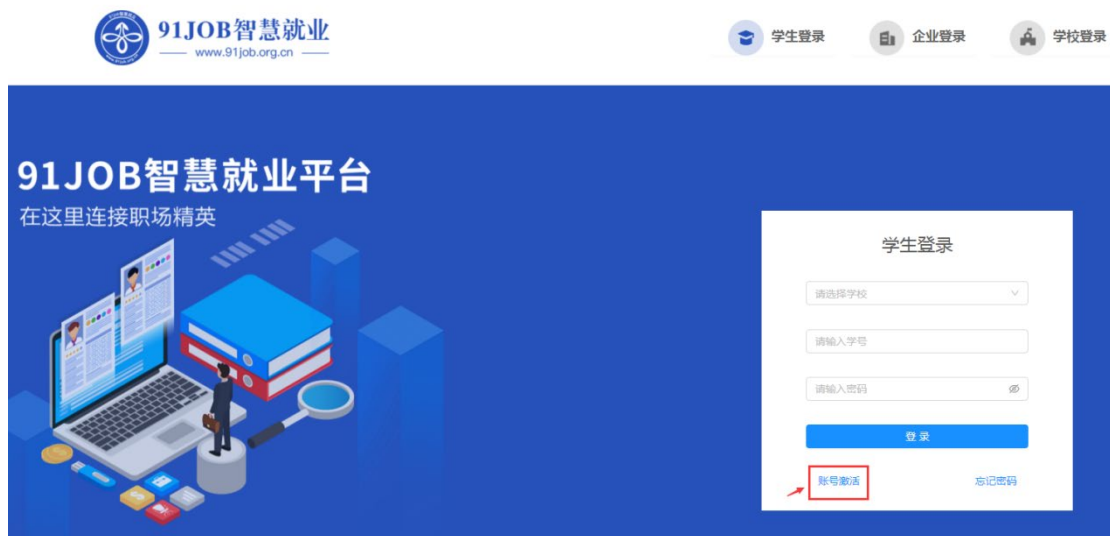 91JOB智慧就业
www.91job.org.cn
学生登录
企业登录
学校登录
91JOB智慧就业平台
在这里连接职场精英
学生登录
请选择学校
请输入学号
请输入密码
登 录
账号激活
忘记密码